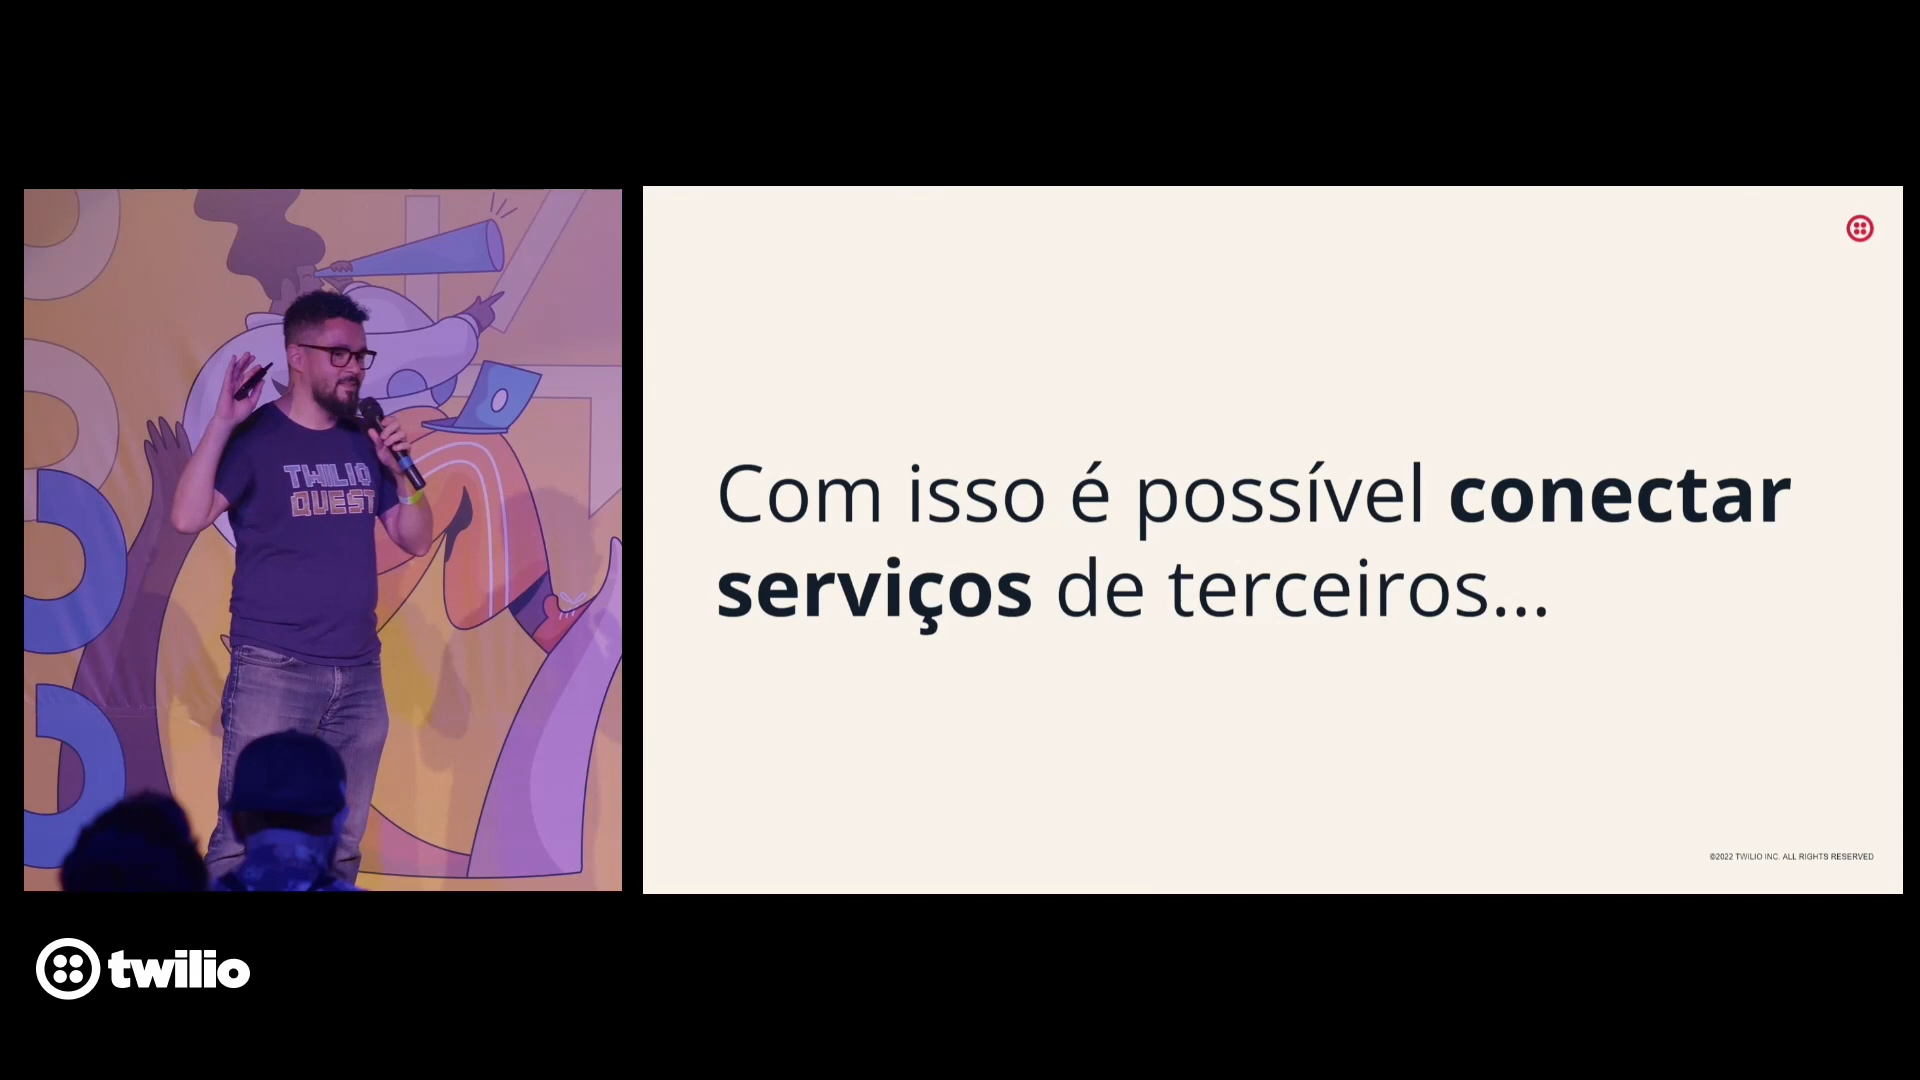 TWILIO
QUEST
Com isso é possível conectar
serviços de terceiros...
©2022 TWILIO INC. ALL RIGHTS RESERVED
twilio